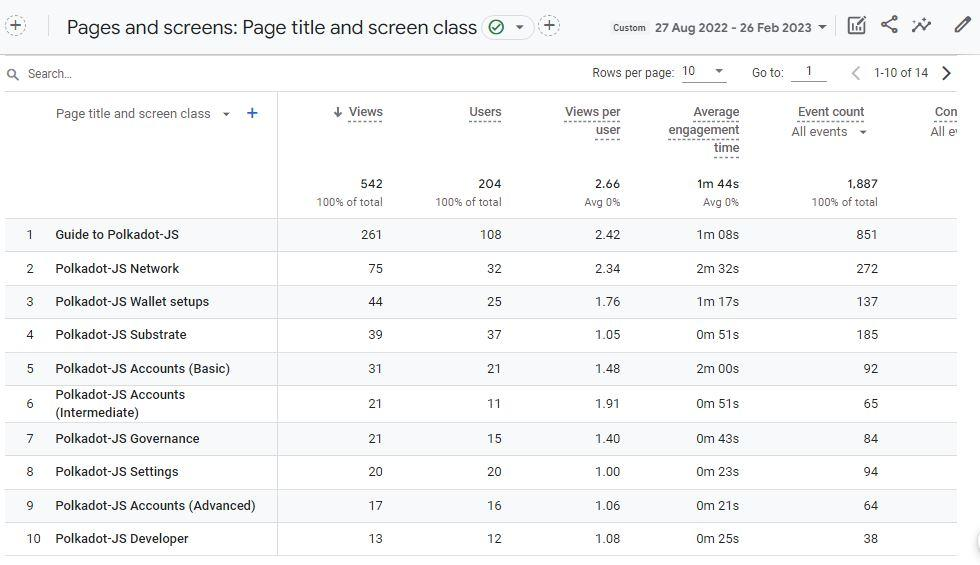 Pages and screens: Page title and screen class
Custom 27 Aug 2022 - 26 Feb 2023
Search...
Rows per page: 10 Go to: 1 1-10 of 14
Page title and screen class + Views Users Views per user Average engagement time Event count Con
All events All ev
542 204 2.66 1m 44s 1,887
100% of total 100% of total Avg 0% Avg 0% 100% of total
1 Guide to Polkadot-JS 261 108 2.42 1m 08s 851
2 Polkadot-JS Network 75 32 2.34 2m 32s 272
3 Polkadot-JS Wallet setups 44 25 1.76 1m 17s 137
4 Polkadot-JS Substrate 39 37 1.05 0m 51s 185
5 Polkadot-JS Accounts (Basic) 31 21 1.48 2m 00s 92
6 Polkadot-JS Accounts (Intermediate) 21 11 1.91 0m 51s 65
7 Polkadot-JS Governance 21 15 1.40 0m 43s 84
8 Polkadot-JS Settings 20 20 1.00 0m 23s 94
9 Polkadot-JS Accounts (Advanced) 17 16 1.06 0m 21s 64
10 Polkadot-JS Developer 13 12 1.08 0m 25s 38